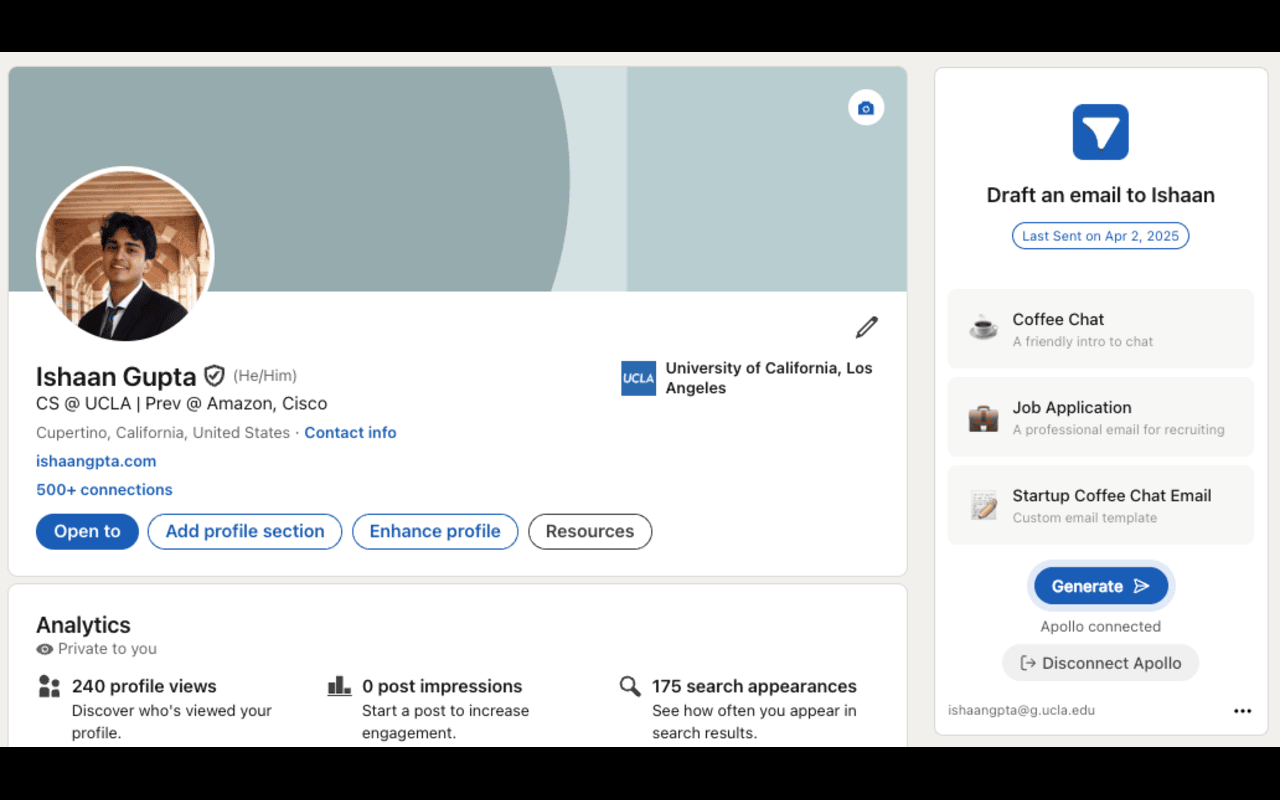 Ishaan Gupta (He/Him)
CS @ UCLA | Prev @ Amazon, Cisco
Cupertino, California, United States · Contact info
ishaangpta.com
500+ connections
Open to
Add profile section
Enhance profile
Resources
UCLA
University of California, Los
Angeles
Analytics
Private to you
240 profile views
Discover who's viewed your
profile.
0 post impressions
Start a post to increase
engagement.
175 search appearances
See how often you appear in
search results.
Draft an email to Ishaan
Last Sent on Apr 2, 2025
Coffee Chat
A friendly intro to chat
Job Application
A professional email for recruiting
Startup Coffee Chat Email
Custom email template
Generate
Apollo connected
Disconnect Apollo
ishaangpta@g.ucla.edu